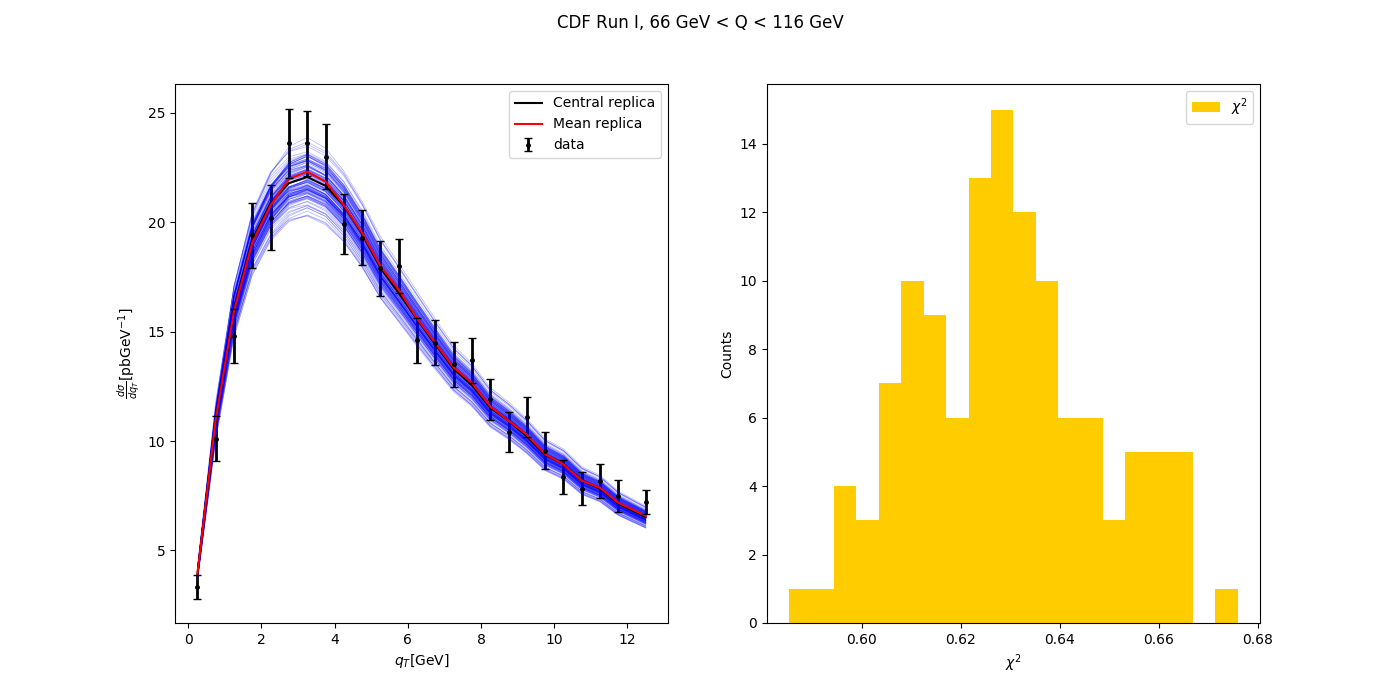 CDF Run I, 66 GeV < Q < 116 GeV
Central replica
Mean replica
data
25
20
15
10
5
dσ/dq_T [pbGeV⁻¹]
0 2 4 6 8 10 12
q_T[GeV]
χ²
14
12
10
8
6
4
2
0
Counts
0.60 0.62 0.64 0.66 0.68
χ²